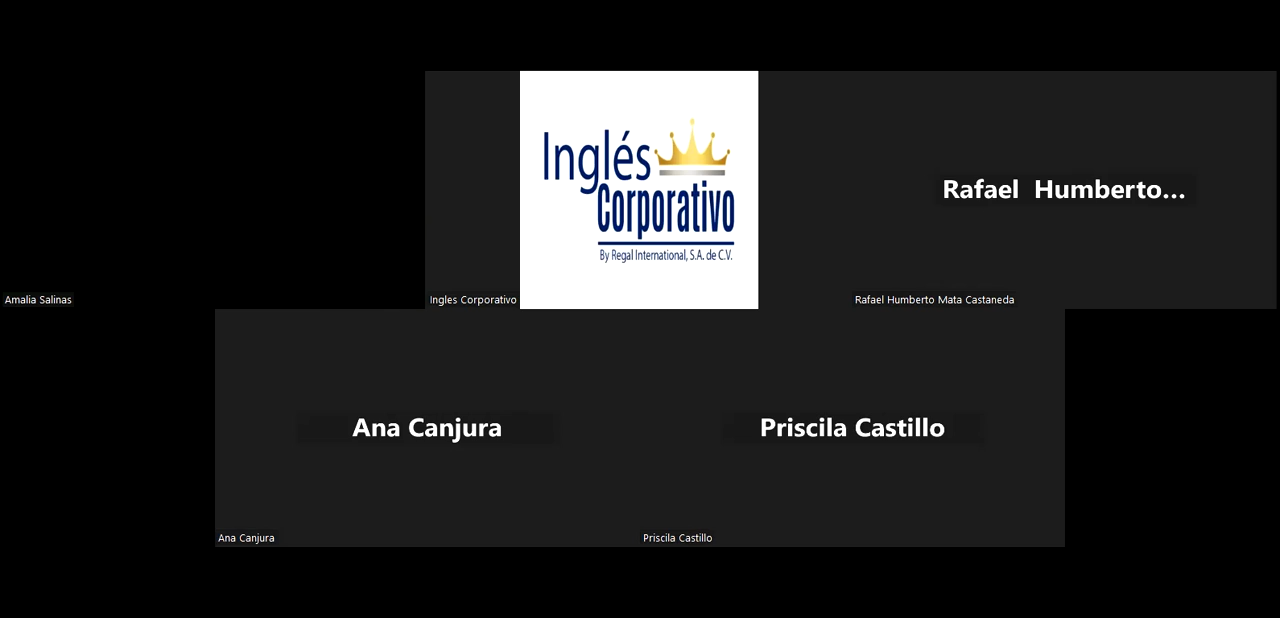 Inglés
Corporativo
By Regal International, S.A. de C.V.
Rafael Humberto...
Amalia Salinas
Ingles Corporativo
Rafael Humberto Mata Castaneda
Ana Canjura
Priscila Castillo
Ana Canjura
Priscila Castillo